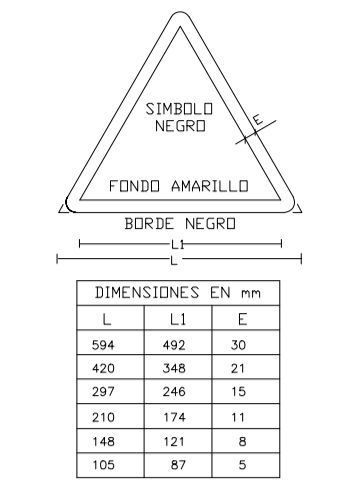 SIMBOLO
NEGRO
E
FONDO AMARILLO
BORDE NEGRO
L1
L
DIMENSIONES EN mm
L L1 E
594 492 30
420 348 21
297 246 15
210 174 11
148 121 8
105 87 5